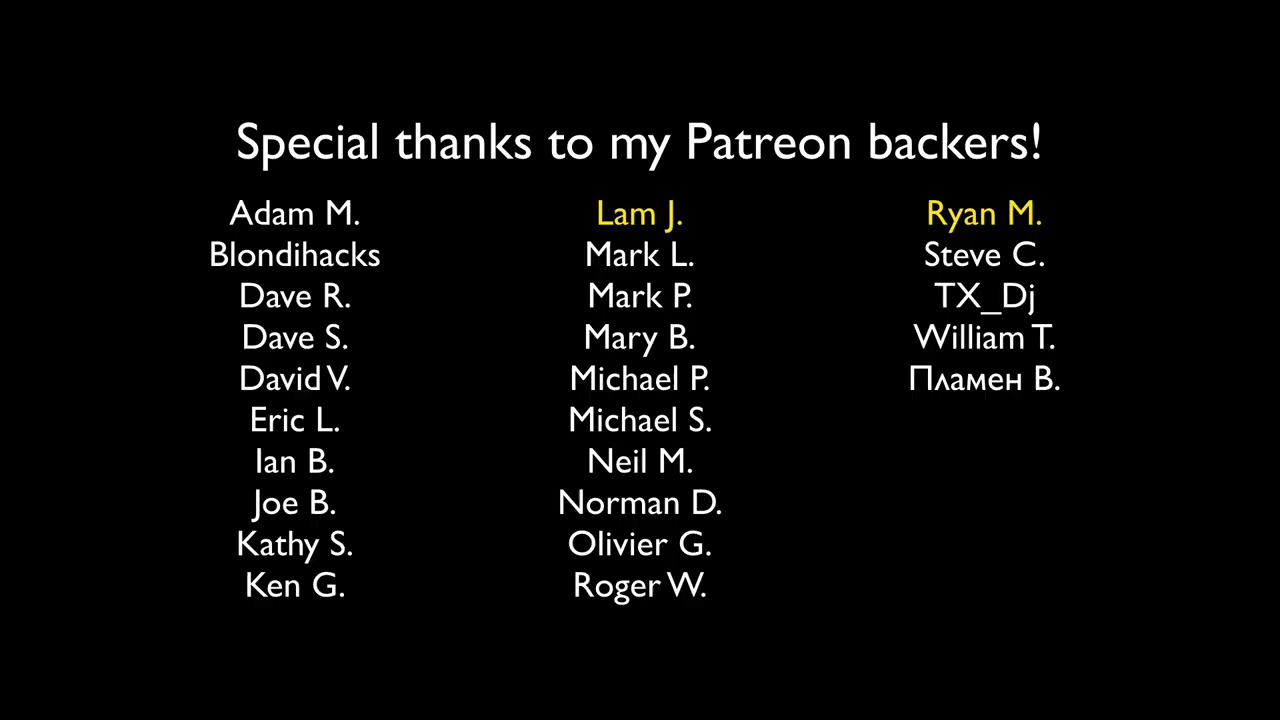 Special thanks to my Patreon backers!
Adam M.
Blondihacks
Dave R.
Dave S.
David V.
Eric L.
Ian B.
Joe B.
Kathy S.
Ken G.
Lam J.
Mark L.
Mark P.
Mary B.
Michael P.
Michael S.
Neil M.
Norman D.
Olivier G.
Roger W.
Ryan M.
Steve C.
TX_Dj
William T.
Пламен В.